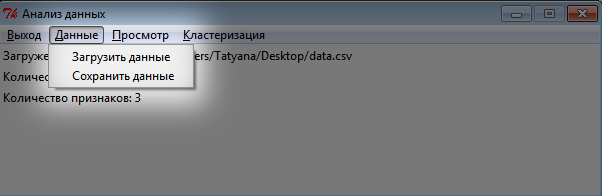 Анализ данных
Выход Данные Просмотр Кластеризация
Загруже ers/Tatyana/Desktop/data.csv
Загрузить данные
Количес
Сохранить данные
Количество признаков: 3